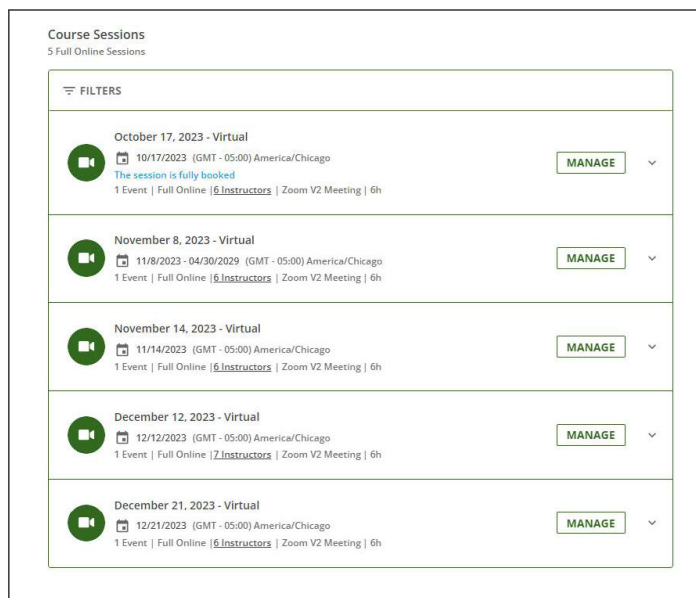 Course Sessions
5 Full Online Sessions
FILTERS
October 17, 2023 - Virtual
10/17/2023 (GMT - 05:00) America/Chicago
The session is fully booked
1 Event | Full Online |6 Instructors | Zoom V2 Meeting | 6h
MANAGE
November 8, 2023 - Virtual
11/8/2023 - 04/30/2029 (GMT - 05:00) America/Chicago
1 Event | Full Online |6 Instructors | Zoom V2 Meeting | 6h
MANAGE
November 14, 2023 - Virtual
11/14/2023 (GMT - 05:00) America/Chicago
1 Event | Full Online |6 Instructors | Zoom V2 Meeting | 6h
MANAGE
December 12, 2023 - Virtual
12/12/2023 (GMT - 05:00) America/Chicago
1 Event | Full Online |7 Instructors | Zoom V2 Meeting | 6h
MANAGE
December 21, 2023 - Virtual
12/21/2023 (GMT - 05:00) America/Chicago
1 Event | Full Online |6 Instructors | Zoom V2 Meeting | 6h
MANAGE